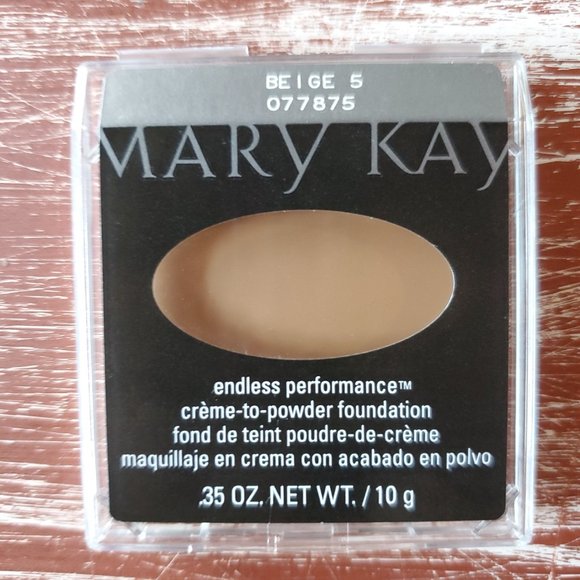 BEIGE 5
077875
MARY KAY
endless performance™
crème-to-powder foundation
fond de teint poudre-de-crème
maquillaje en crema con acabado en polvo
.35 OZ. NET WT. / 10 g